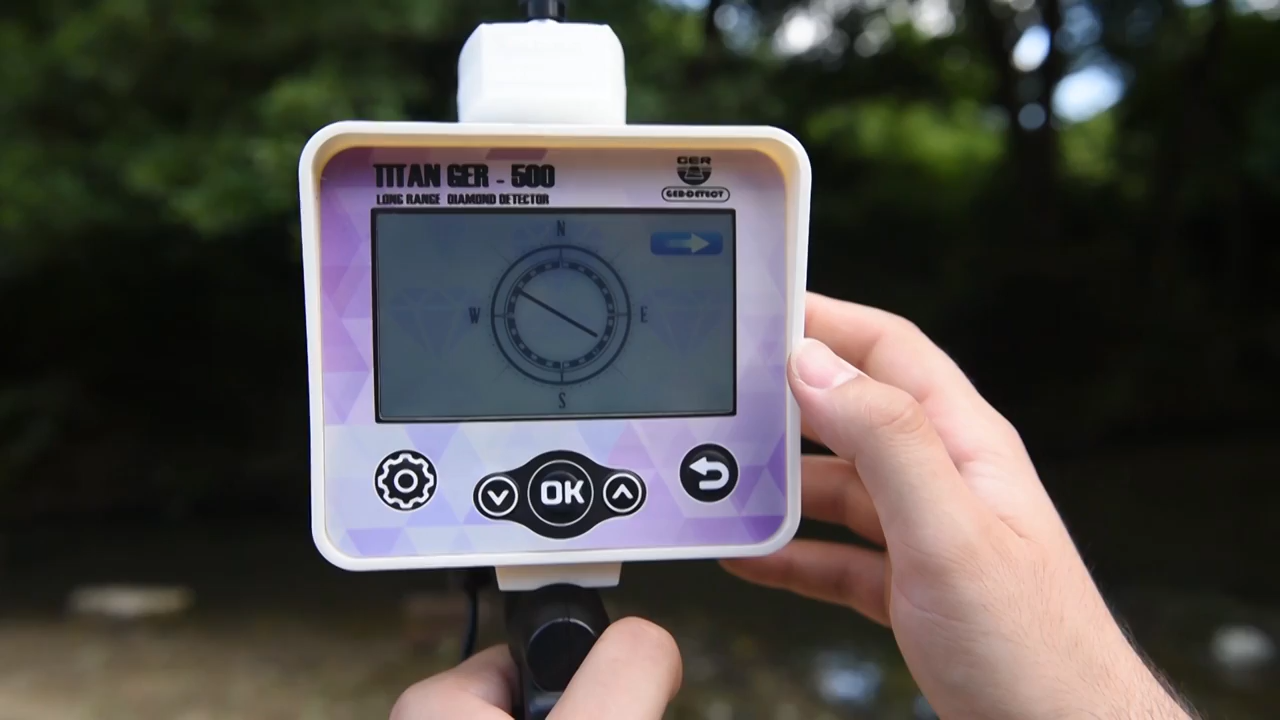 TITAN GER - 500
LONG RANGE DIAMOND DETECTOR
GER
GER-DETECT
N
W
E
S
OK